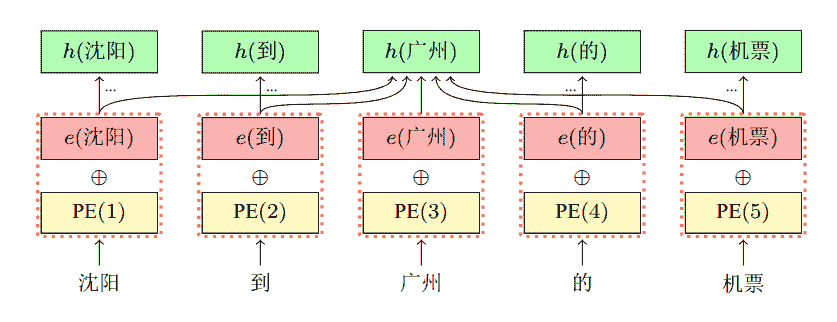 h(沈阳) h(到) h(广州) h(的) h(机票)
... ... ... ...
e(沈阳) e(到) e(广州) e(的) e(机票)
⊕ ⊕ ⊕ ⊕ ⊕
PE(1) PE(2) PE(3) PE(4) PE(5)
沈阳 到 广州 的 机票